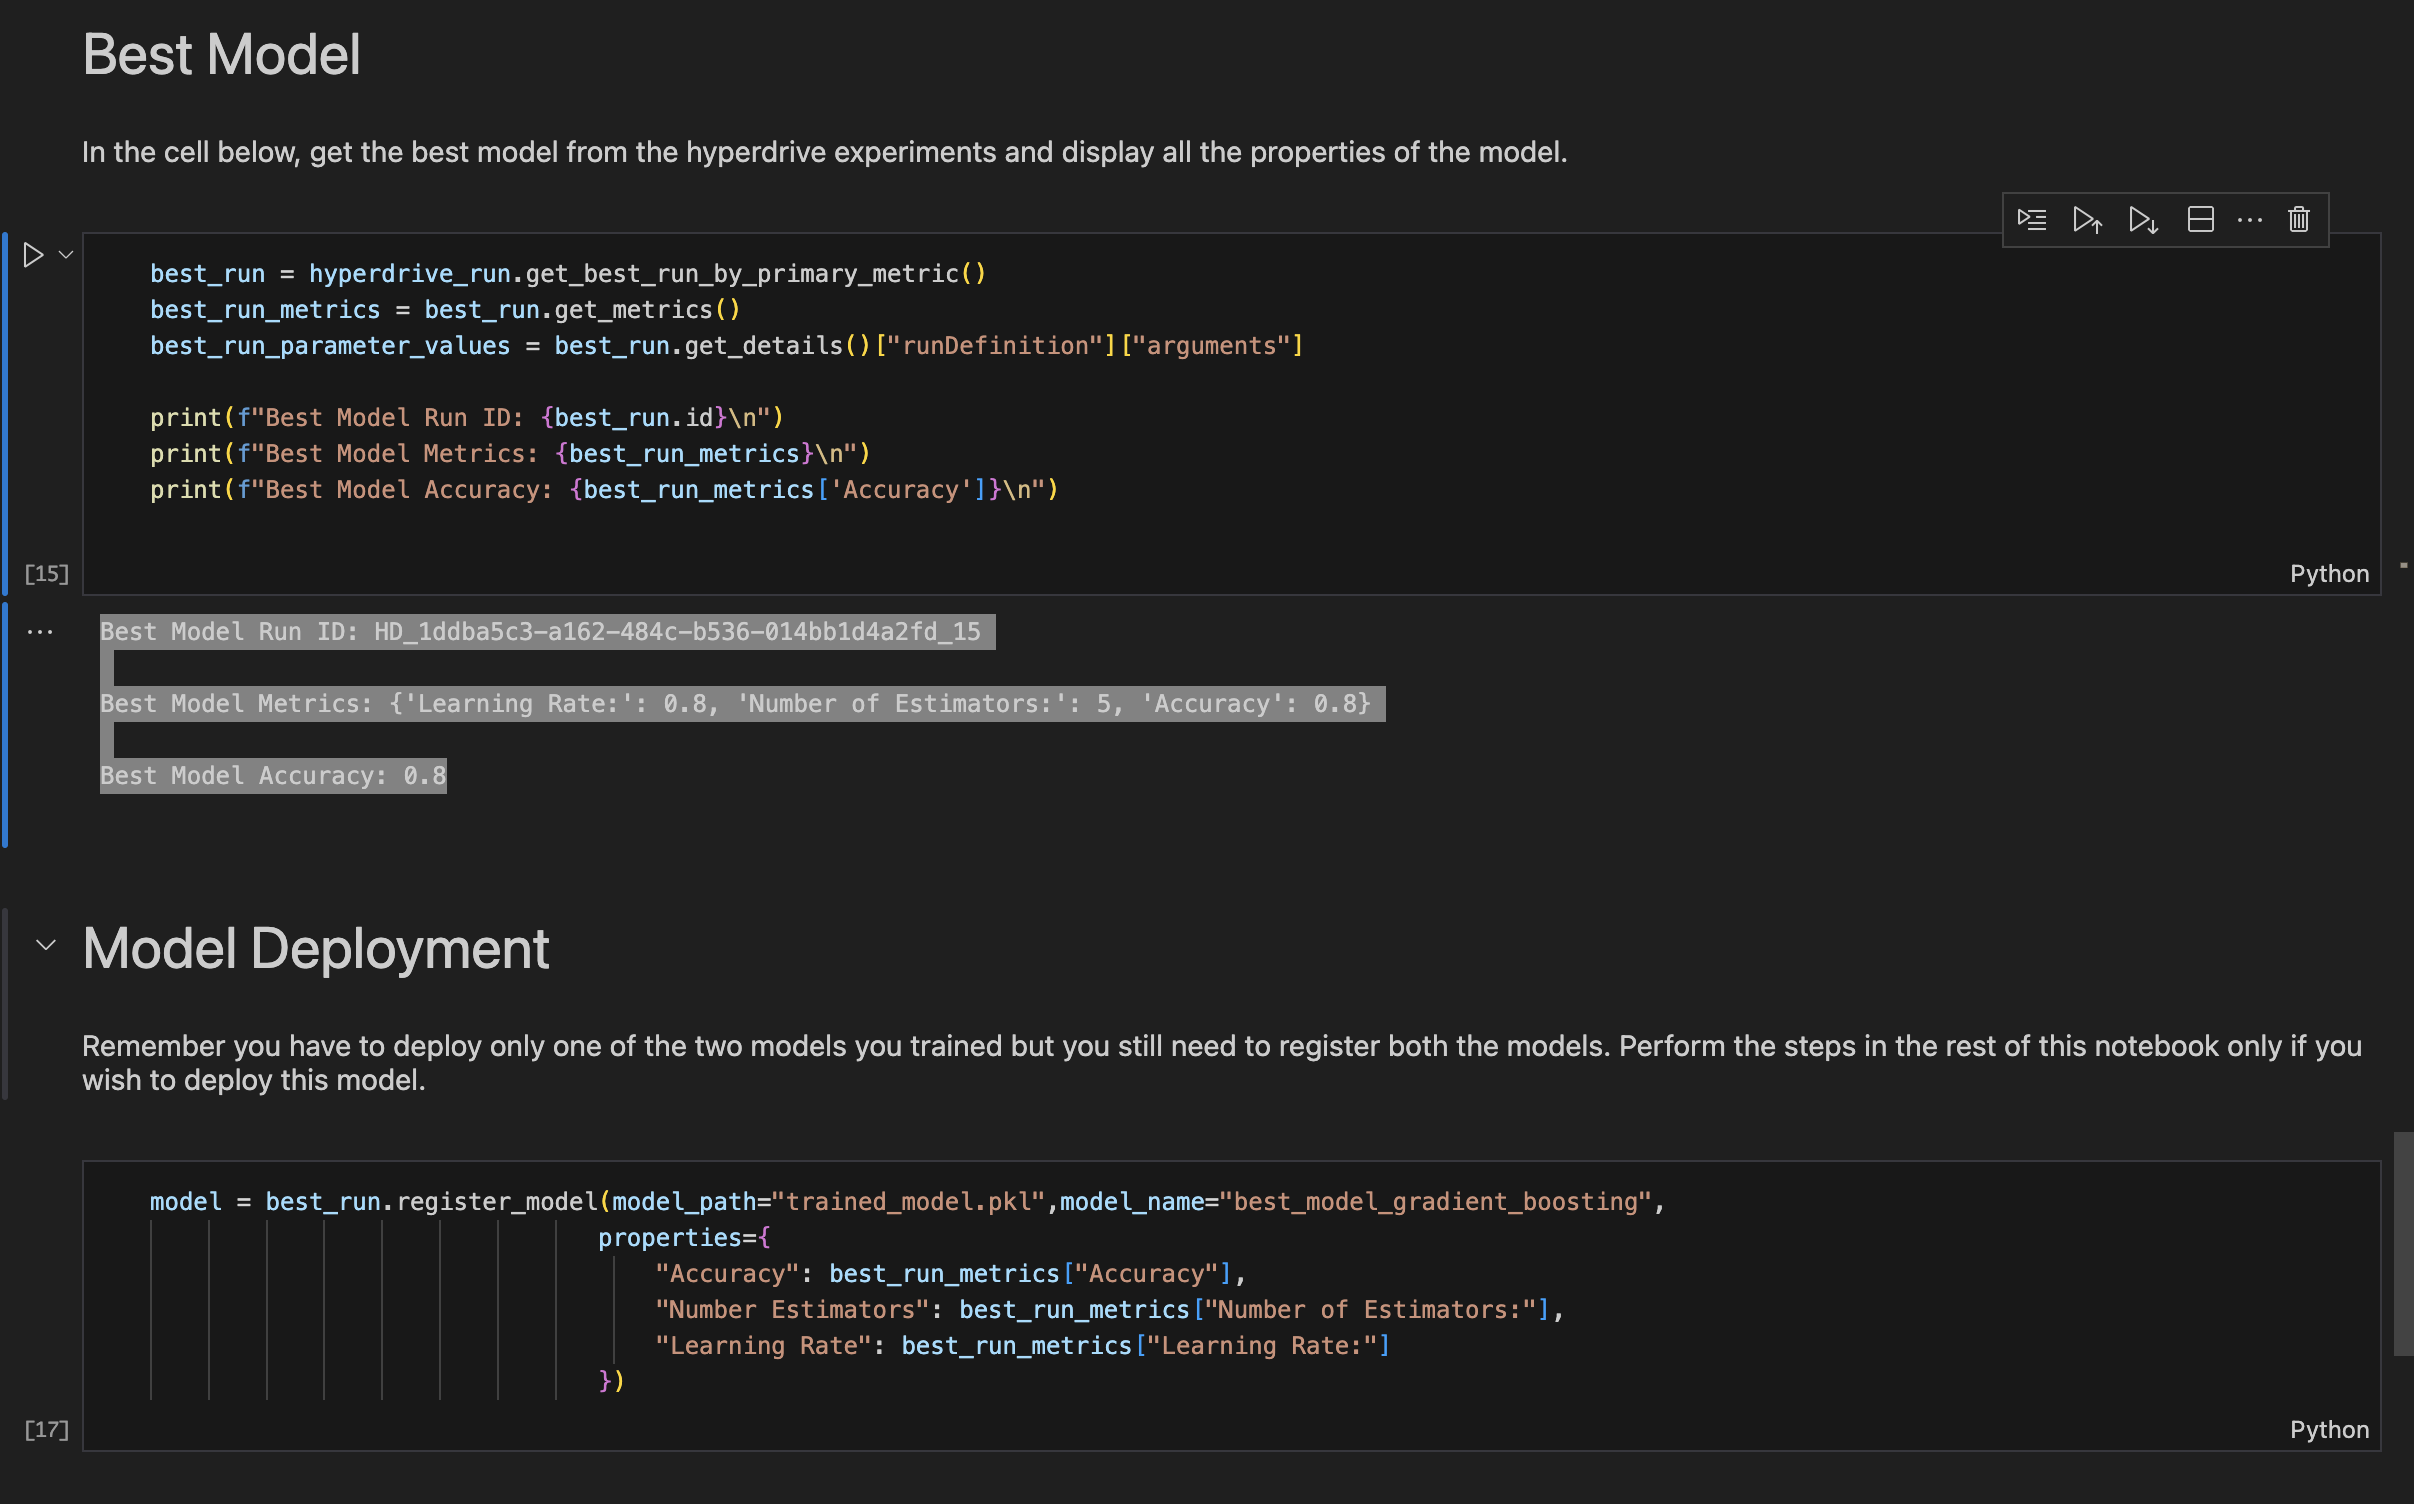 Best Model
In the cell below, get the best model from the hyperdrive experiments and display all the properties of the model.
best_run = hyperdrive_run.get_best_run_by_primary_metric()
best_run_metrics = best_run.get_metrics()
best_run_parameter_values = best_run.get_details()["runDefinition"]["arguments"]
print(f"Best Model Run ID: {best_run.id}\n")
print(f"Best Model Metrics: {best_run_metrics}\n")
print(f"Best Model Accuracy: {best_run_metrics['Accuracy']}\n")
[15]
Python
Best Model Run ID: HD_1ddba5c3-a162-484c-b536-014bb1d4a2fd_15
Best Model Metrics: {'Learning Rate:': 0.8, 'Number of Estimators:': 5, 'Accuracy': 0.8}
Best Model Accuracy: 0.8
Model Deployment
Remember you have to deploy only one of the two models you trained but you still need to register both the models. Perform the steps in the rest of this notebook only if you
wish to deploy this model.
model = best_run.register_model(model_path="trained_model.pkl",model_name="best_model_gradient_boosting",
properties={
"Accuracy": best_run_metrics["Accuracy"],
"Number Estimators": best_run_metrics["Number of Estimators:"],
"Learning Rate": best_run_metrics["Learning Rate:"]
})
[17]
Python